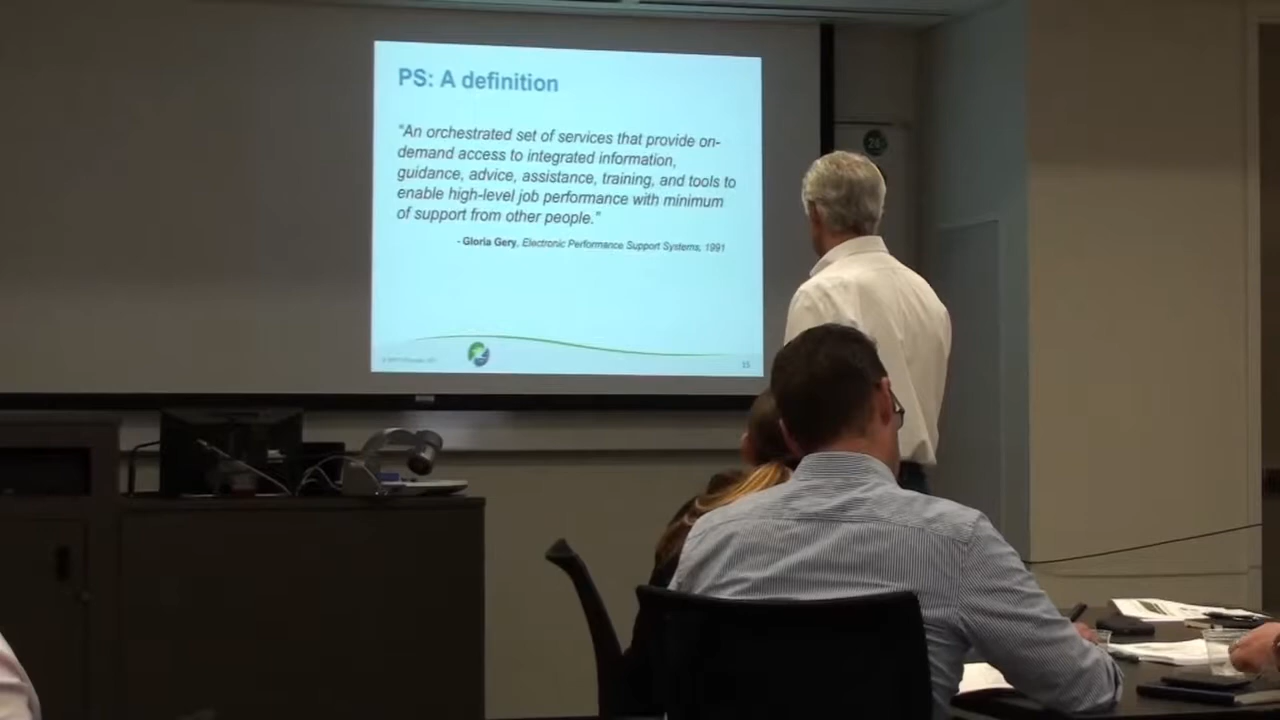 PS: A definition
"An orchestrated set of services that provide on-
demand access to integrated information,
guidance, advice, assistance, training, and tools to
enable high-level job performance with minimum
of support from other people."
- Gloria Gery, Electronic Performance Support Systems, 1991
15